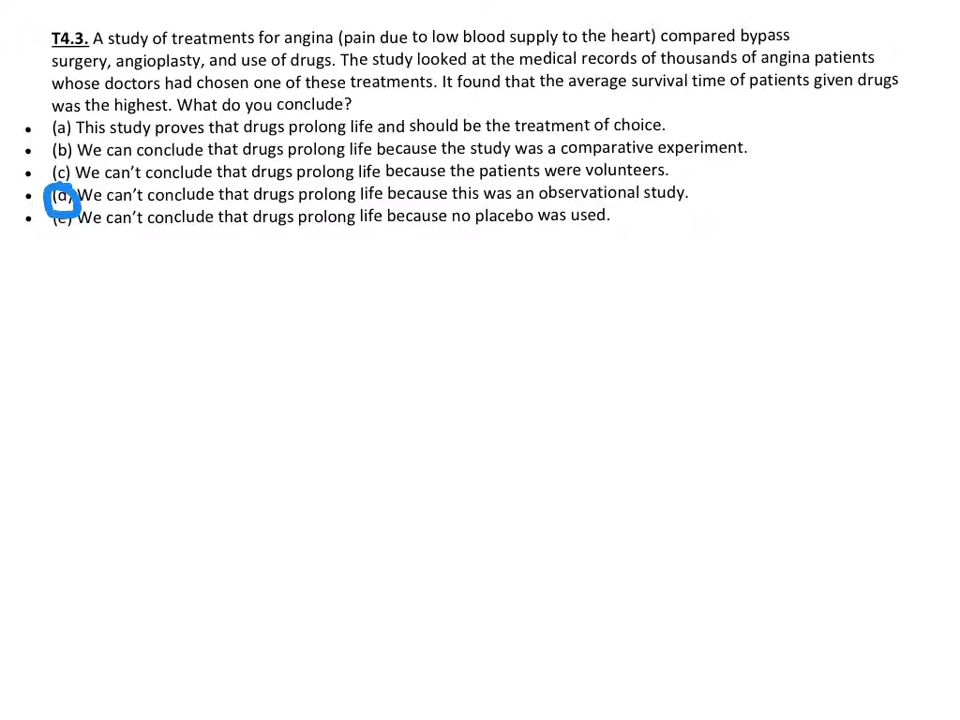 T4.3. A study of treatments for angina (pain due to low blood supply to the heart) compared bypass
surgery, angioplasty, and use of drugs. The study looked at the medical records of thousands of angina patients
whose doctors had chosen one of these treatments. It found that the average survival time of patients given drugs
was the highest. What do you conclude?
• (a) This study proves that drugs prolong life and should be the treatment of choice.
• (b) We can conclude that drugs prolong life because the study was a comparative experiment.
• (c) We can’t conclude that drugs prolong life because the patients were volunteers.
• (d) We can’t conclude that drugs prolong life because this was an observational study.
• (e) We can’t conclude that drugs prolong life because no placebo was used.